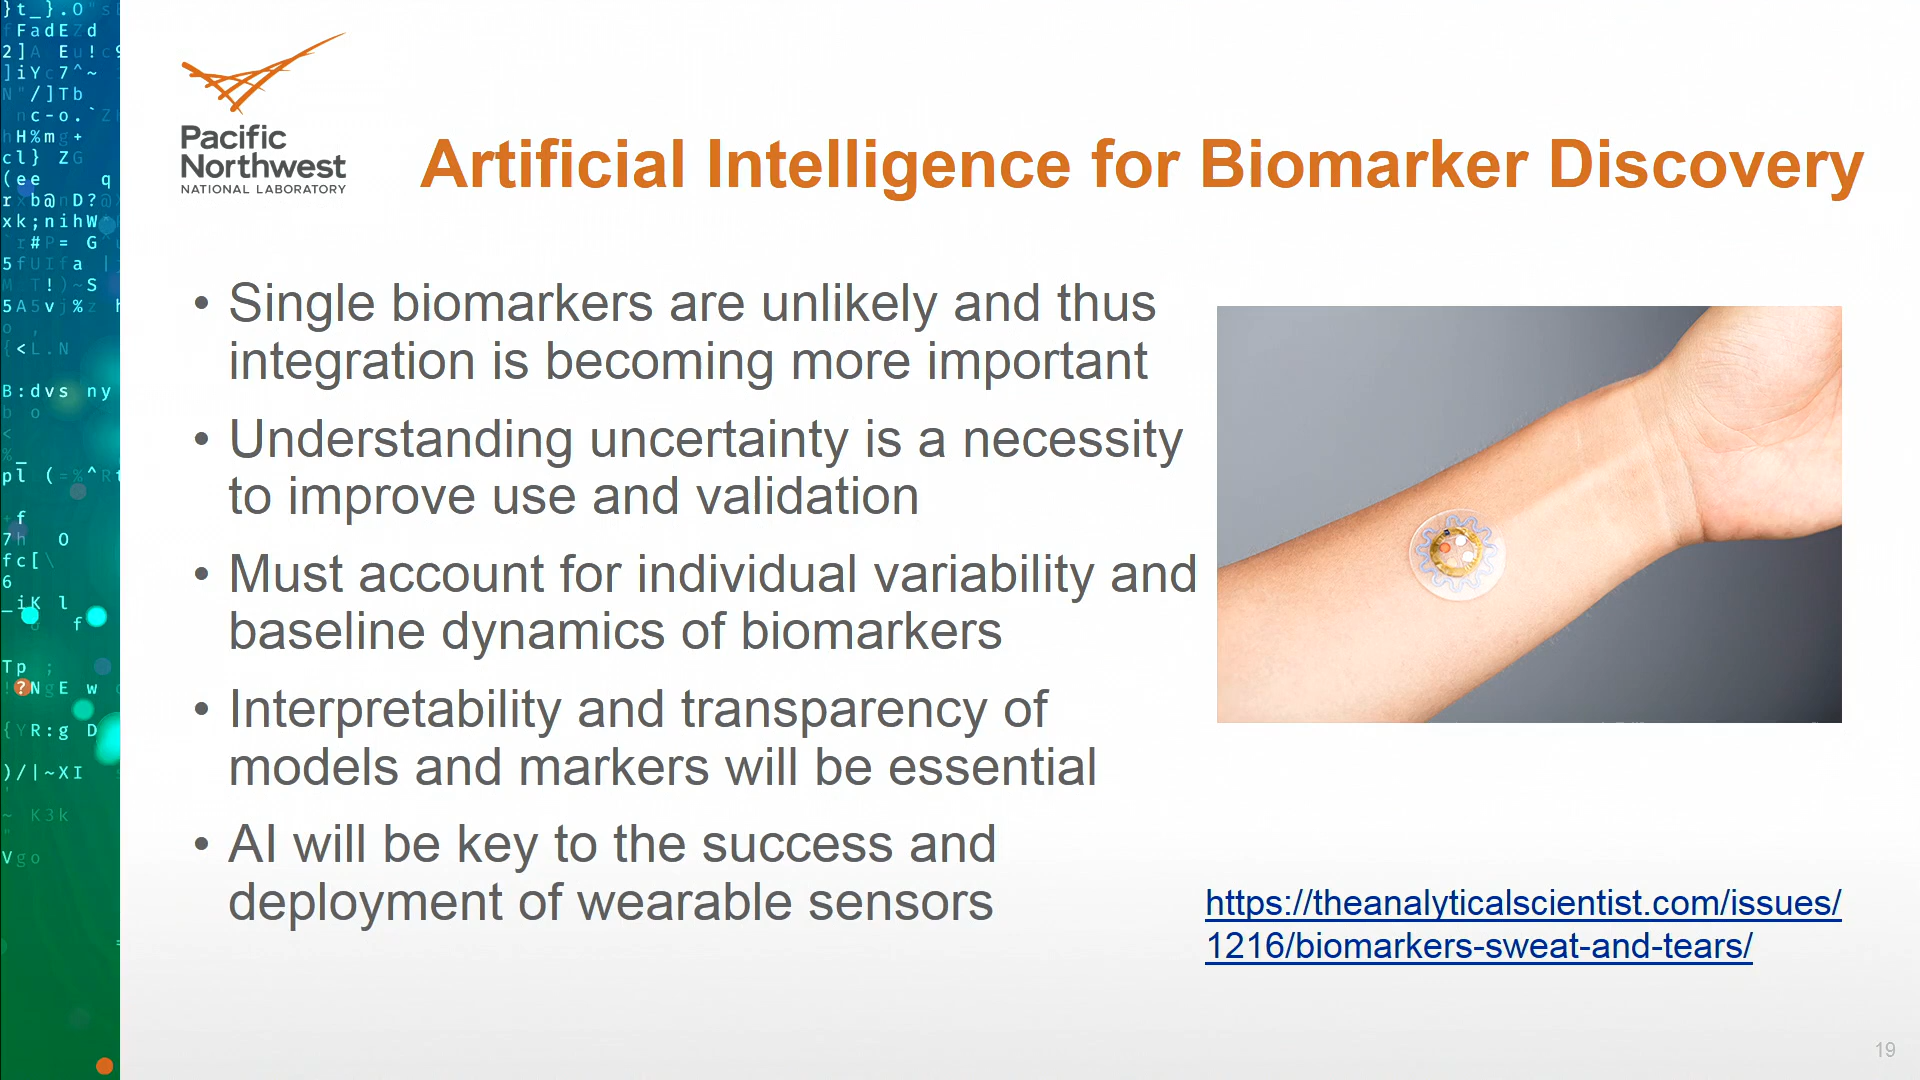 Pacific
Northwest
NATIONAL LABORATORY
Artificial Intelligence for Biomarker Discovery
• Single biomarkers are unlikely and thus
integration is becoming more important
• Understanding uncertainty is a necessity
to improve use and validation
• Must account for individual variability and
baseline dynamics of biomarkers
• Interpretability and transparency of
models and markers will be essential
• AI will be key to the success and
deployment of wearable sensors
https://theanalyticalscientist.com/issues/
1216/biomarkers-sweat-and-tears/
19